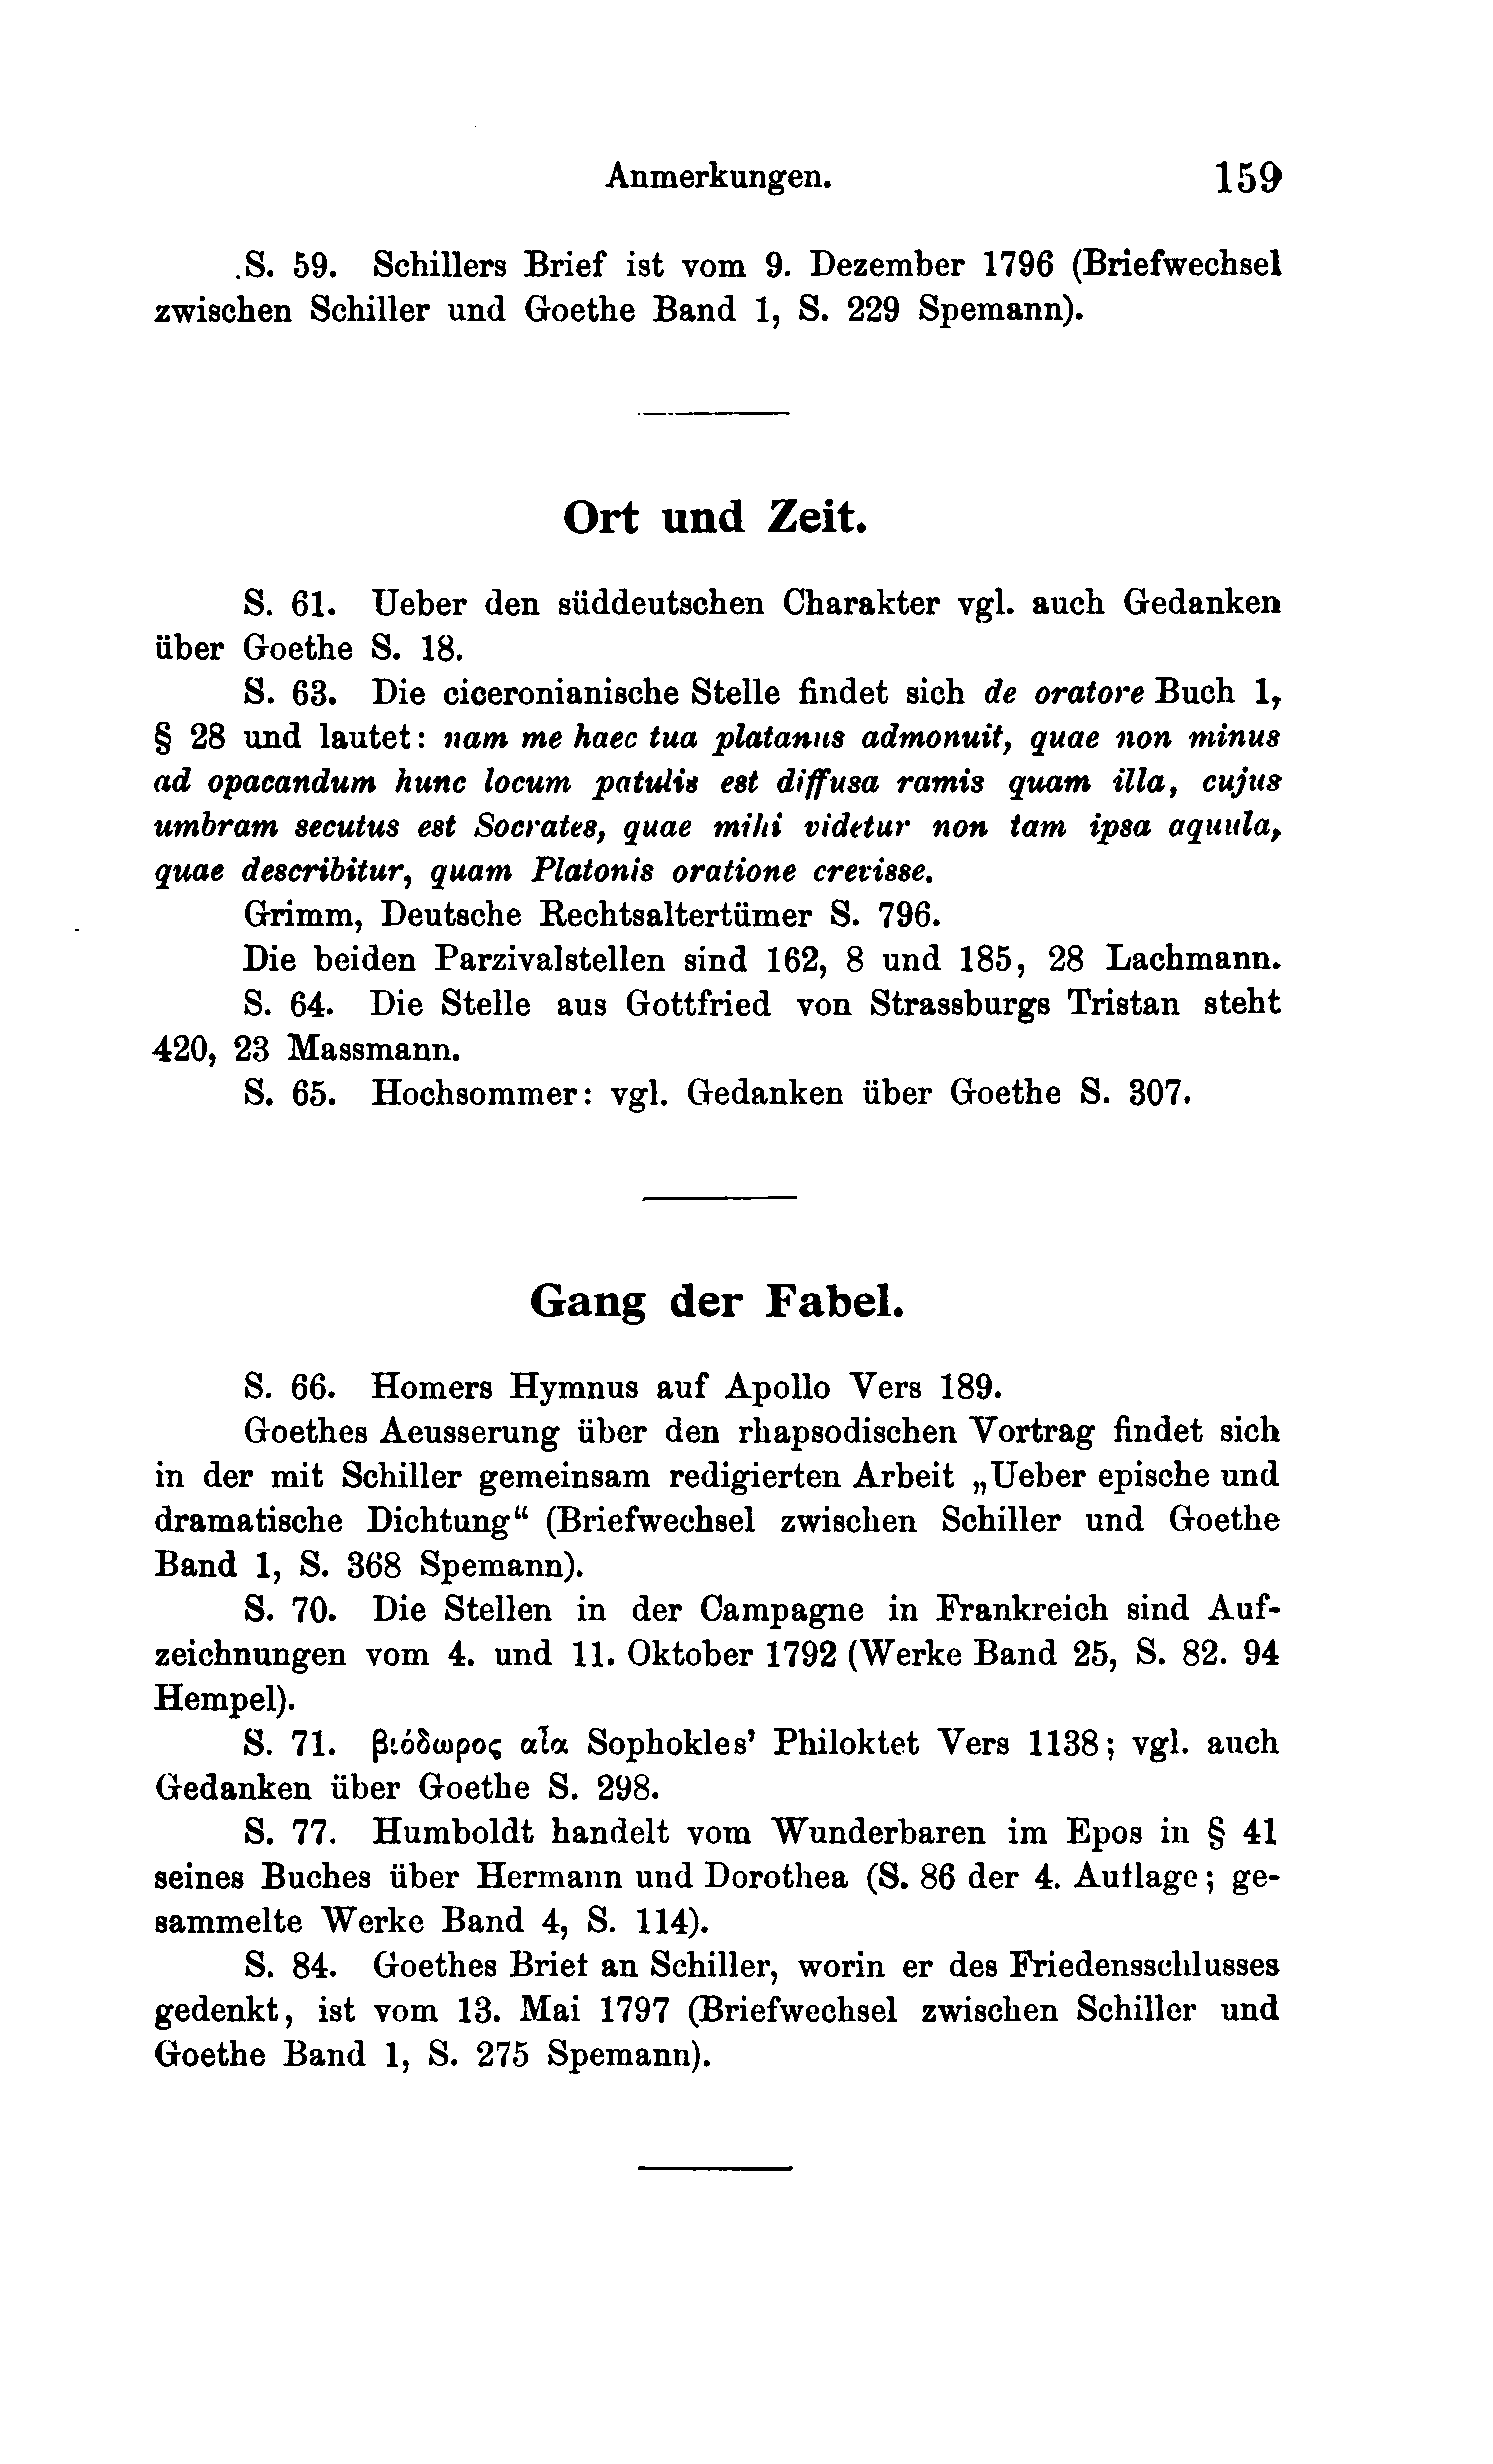 Anmerkungen. 159
S. 59. Schillers Brief ist vom 9. Dezember 1796 (Briefwechsel
zwischen Schiller und Goethe Band 1, S. 229 Spemann).
Ort und Zeit.
S. 61. Ueber den süddeutschen Charakter vgl. auch Gedanken
über Goethe S. 18.
S. 63. Die ciceronianische Stelle findet sich de oratore Buch 1,
§ 28 und lautet: nam me haec tua platanus admonuit, quae non minus
ad opacandum hunc locum patulis est diffusa ramis quam illa, cujus
umbram secutus est Socrates, quae mihi videtur non tam ipsa aquula,
quae describitur, quam Platonis oratione crevisse.
Grimm, Deutsche Rechtsaltertümer S. 796.
Die beiden Parzivalstellen sind 162, 8 und 185, 28 Lachmann.
S. 64. Die Stelle aus Gottfried von Strassburgs Tristan steht
420, 23 Massmann.
S. 65. Hochsommer: vgl. Gedanken über Goethe S. 307.
Gang der Fabel.
S. 66. Homers Hymnus auf Apollo Vers 189.
Goethes Aeusserung über den rhapsodischen Vortrag findet sich
in der mit Schiller gemeinsam redigierten Arbeit „Ueber epische und
dramatische Dichtung“ (Briefwechsel zwischen Schiller und Goethe
Band 1, S. 368 Spemann).
S. 70. Die Stellen in der Campagne in Frankreich sind Auf-
zeichnungen vom 4. und 11. Oktober 1792 (Werke Band 25, S. 82. 94
Hempel).
S. 71. βιόδωρος αἶα Sophokles’ Philoktet Vers 1138; vgl. auch
Gedanken über Goethe S. 298.
S. 77. Humboldt handelt vom Wunderbaren im Epos in § 41
seines Buches über Hermann und Dorothea (S. 86 der 4. Auflage; ge-
sammelte Werke Band 4, S. 114).
S. 84. Goethes Brief an Schiller, worin er des Friedensschlusses
gedenkt, ist vom 13. Mai 1797 (Briefwechsel zwischen Schiller und
Goethe Band 1, S. 275 Spemann).